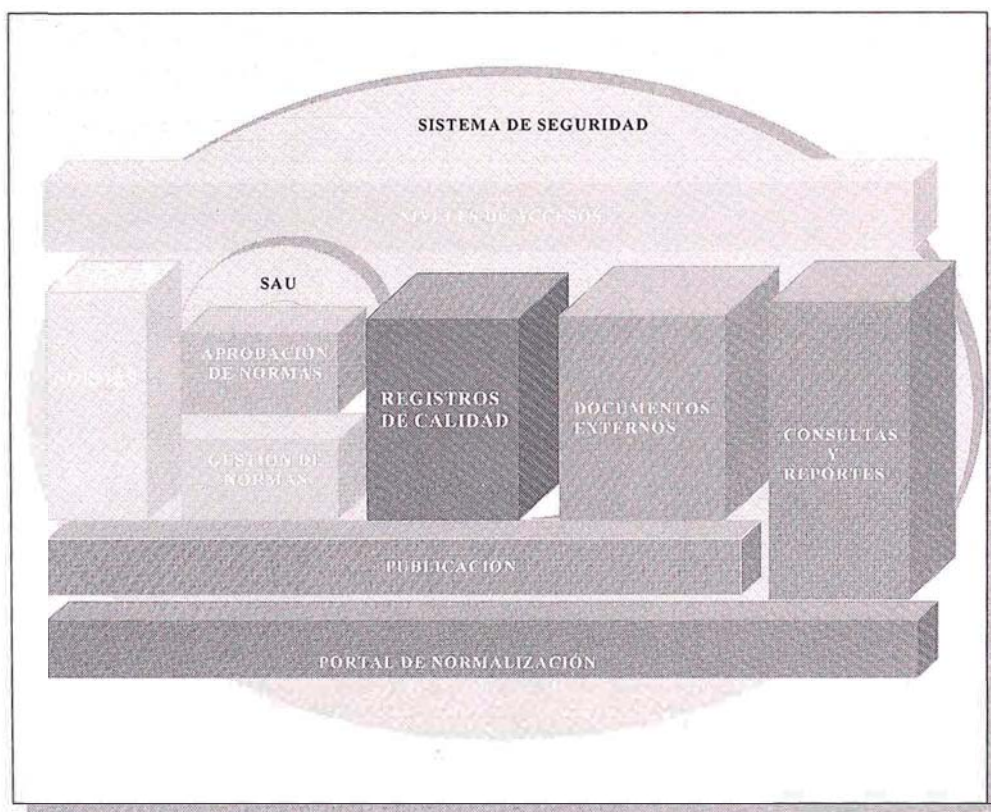 SISTEMA DE SEGURIDAD
NIVELES DE ACCESOS
SAU
NORMAS
APROBACIÓN
DE NORMAS
GESTIÓN DE
NORMAS
REGISTROS
DE CALIDAD
DOCUMENTOS
EXTERNOS
CONSULTAS
Y
REPORTES
PUBLICACIÓN
PORTAL DE NORMALIZACIÓN